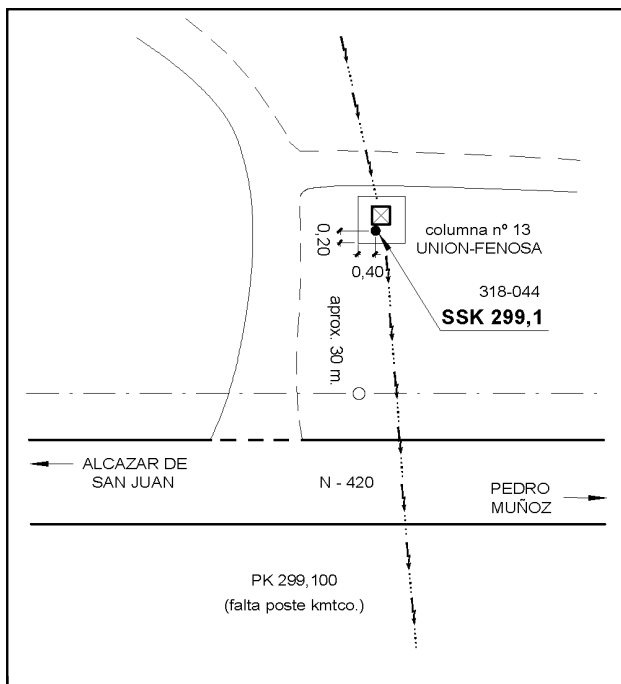 columna nº 13
UNION-FENOSA
0,20
0,40
318-044
SSK 299,1
aprox. 30 m.
ALCAZAR DE
SAN JUAN
N - 420
PEDRO
MUÑOZ
PK 299,100
(falta poste kmtco.)